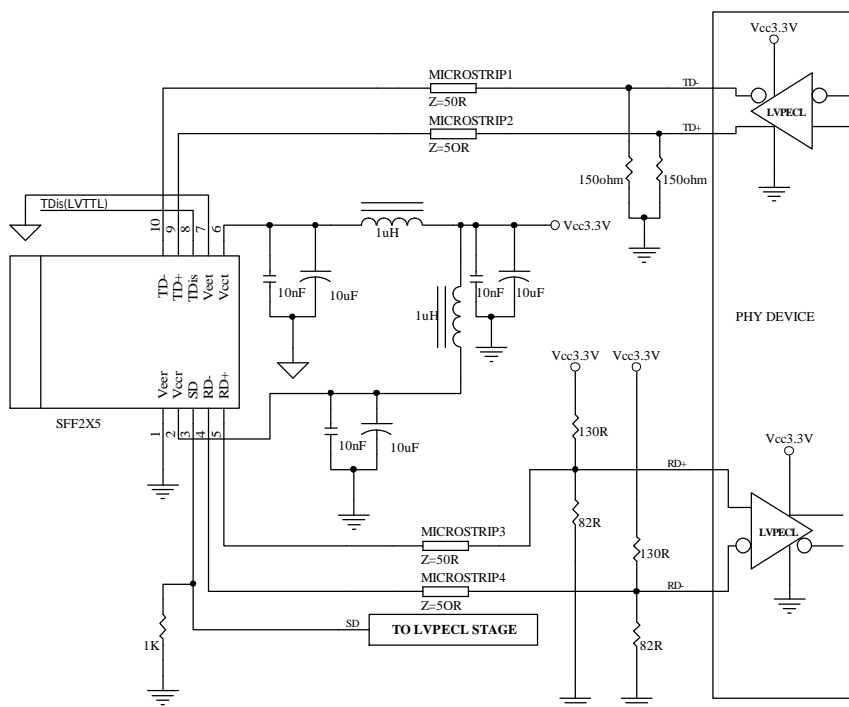 Vcc3.3V
MICROSTRIP1
Z=50R
TD-
LVPECL
MICROSTRIP2
Z=5OR
TD+
150ohm
150ohm
TDis(LVTTL)
10
9
8
7
6
TD-
TD+
TDis
Veet
Vcct
1uH
Vcc3.3V
10nF
10uF
10nF
10uF
1uH
PHY DEVICE
Veer
Vccr
SD
RD-
RD+
SFF2X5
1
2
3
4
5
10nF
10uF
Vcc3.3V
Vcc3.3V
130R
Vcc3.3V
RD+
82R
LVPECL
MICROSTRIP3
Z=50R
130R
MICROSTRIP4
Z=5OR
RD-
1K
SD
TO LVPECL STAGE
82R